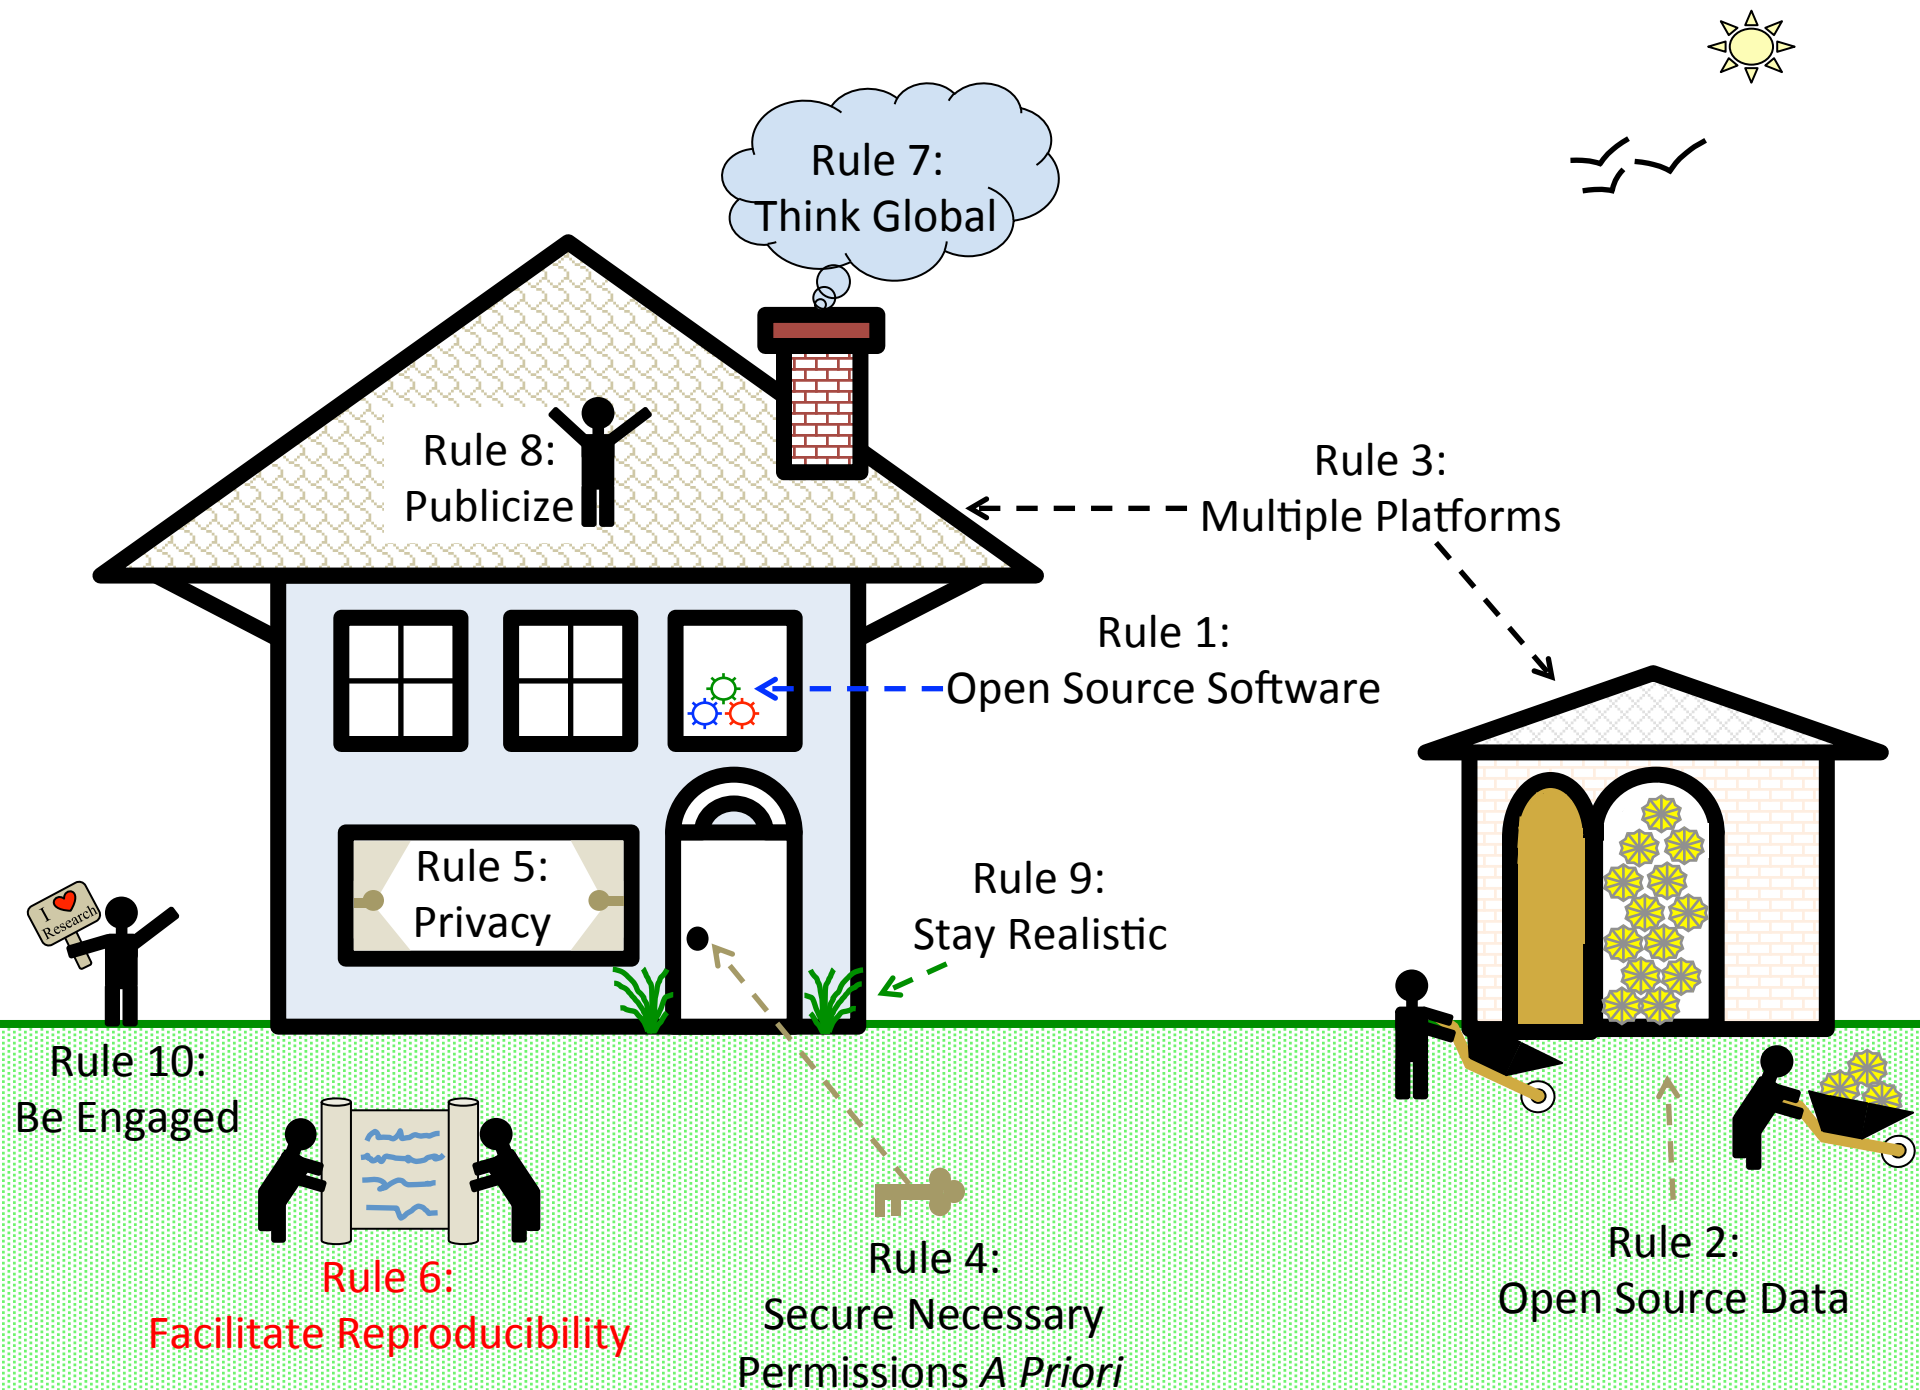 Rule 7:
Think Global
Rule 8:
Publicize
Rule 3:
Multiple Platforms
Rule 1:
Open Source Software
Rule 5:
Privacy
Rule 9:
Stay Realistic
I
Research
Rule 10:
Be Engaged
Rule 6:
Facilitate Reproducibility
Rule 4:
Secure Necessary
Permissions A Priori
Rule 2:
Open Source Data